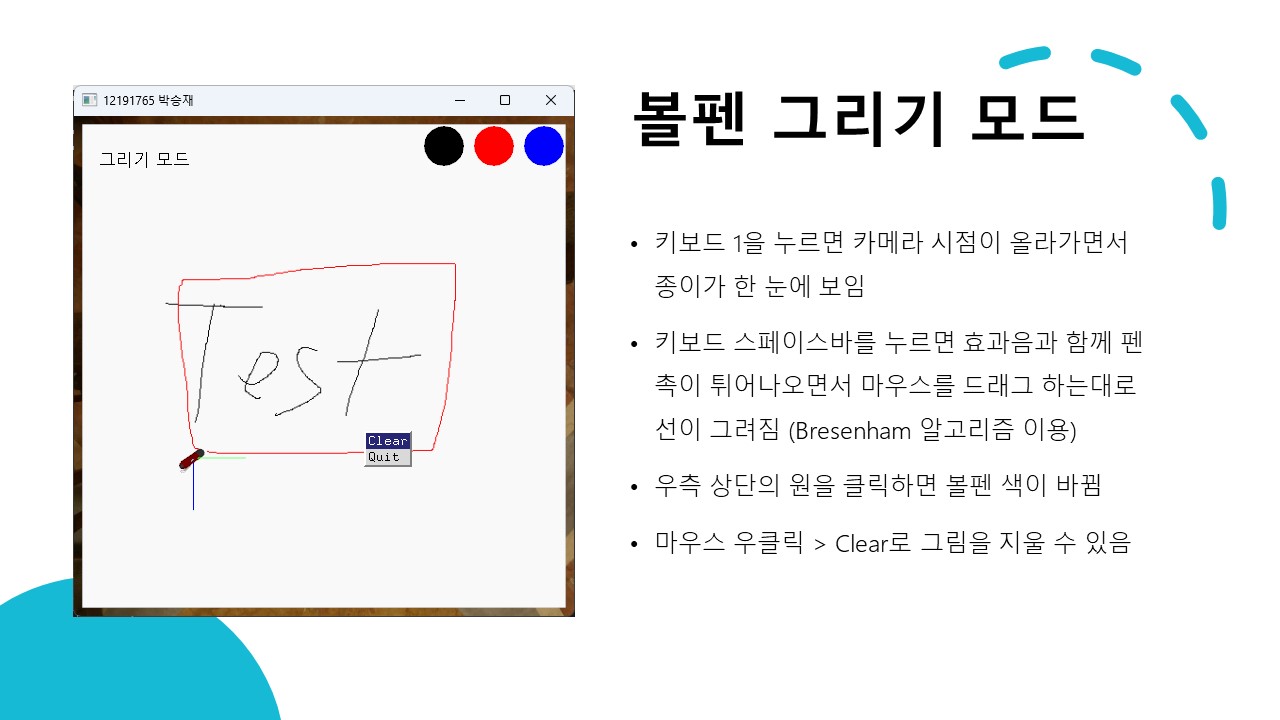 12191765 박승재
그리기 모드
Test
Clear
Quit
볼펜 그리기 모드
• 키보드 1을 누르면 카메라 시점이 올라가면서
종이가 한 눈에 보임
• 키보드 스페이스바를 누르면 효과음과 함께 펜
촉이 튀어나오면서 마우스를 드래그 하는대로
선이 그려짐 (Bresenham 알고리즘 이용)
• 우측 상단의 원을 클릭하면 볼펜 색이 바뀜
• 마우스 우클릭 > Clear로 그림을 지울 수 있음